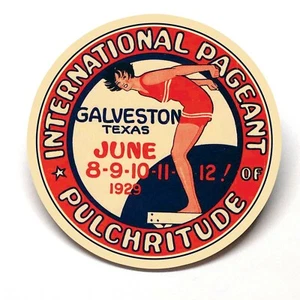 INTERNATIONAL PAGEANT
OF
PULCHRITUDE
GALVESTON
TEXAS
JUNE
8-9-10-11-12!
1929